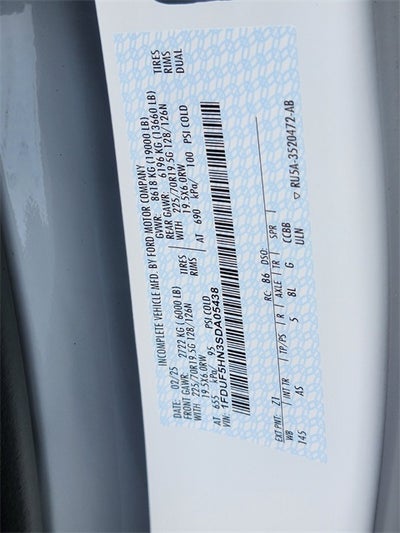 INCOMPLETE VEHICLE MFD. BY FORD MOTOR COMPANY
DATE: 02/25 GVWR: 8618 KG (19000 LB)
FRONT GAWR: 2722 KG (6000 LB) REAR GAWR: 6196 KG (13660 LB)
WITH 225/70R19.5G 128/126N TIRES WITH 225/70R19.5G 128/126N TIRES
19.5X6.0RW RIMS 19.5X6.0RW RIMS
AT 655 kPa/ 95 PSI COLD AT 690 kPa/ 100 PSI COLD DUAL
VIN: 1FDUF5HN3SDA05438
EXT PNT: Z1 RC: 86 DSO:
WB INT TR TP/PS R AXLE TR SPR
145 AS 5 8L G CCBB
ULN ▽ RU5A-3520472-AB